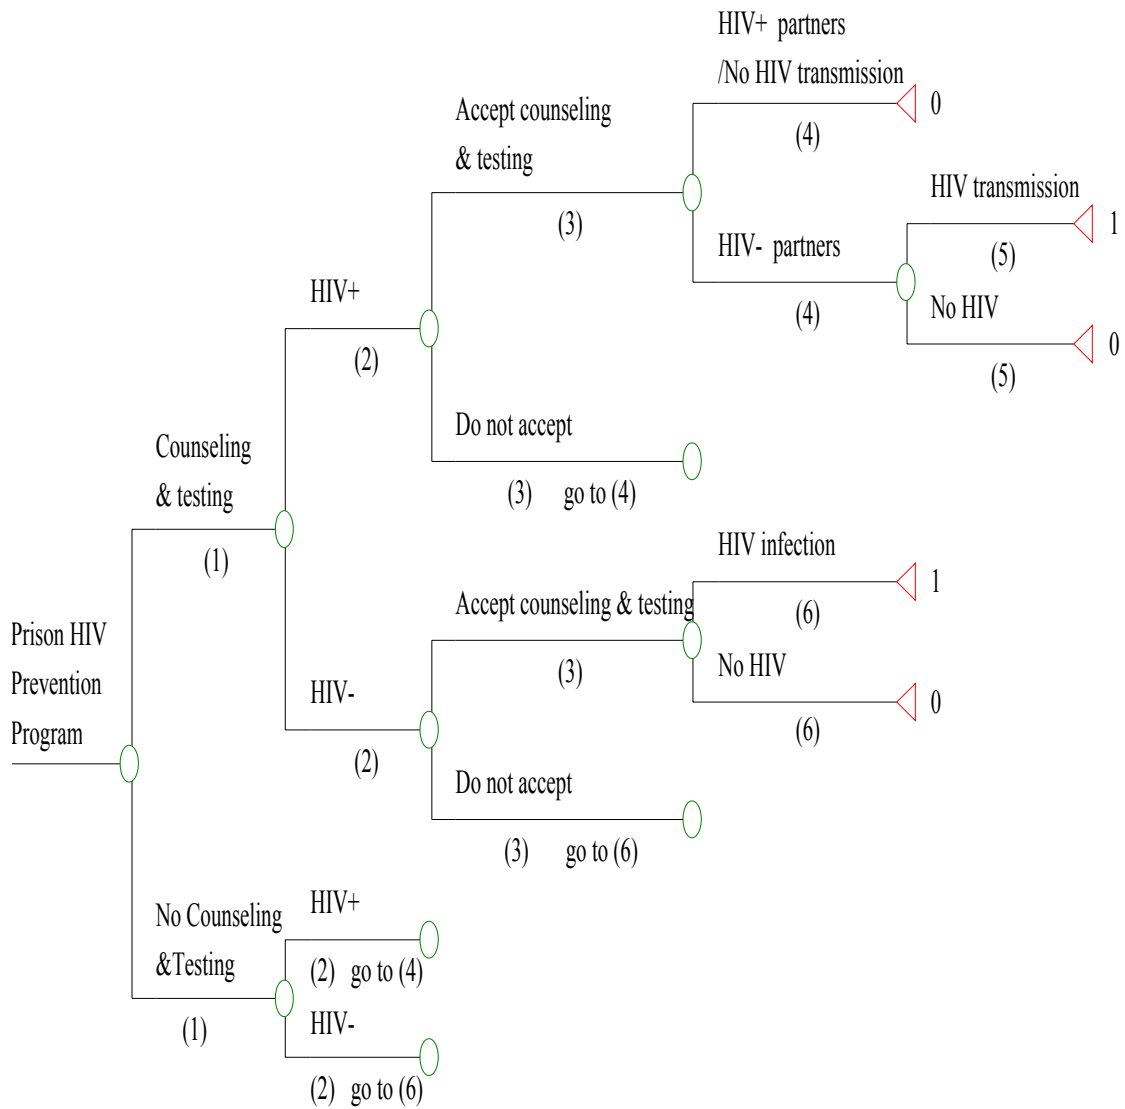 HIV+ partners
/No HIV transmission
0
(4)
Accept counseling
& testing
(3)
HIV transmission
1
(5)
HIV- partners
(4)
No HIV
0
(5)
HIV+
(2)
Do not accept
(3) go to (4)
Counseling
& testing
(1)
HIV infection
1
(6)
Accept counseling & testing
(3)
No HIV
0
(6)
Prison HIV
Prevention
Program
HIV-
(2)
Do not accept
(3) go to (6)
No Counseling
&Testing
(1)
HIV+
(2) go to (4)
HIV-
(2) go to (6)